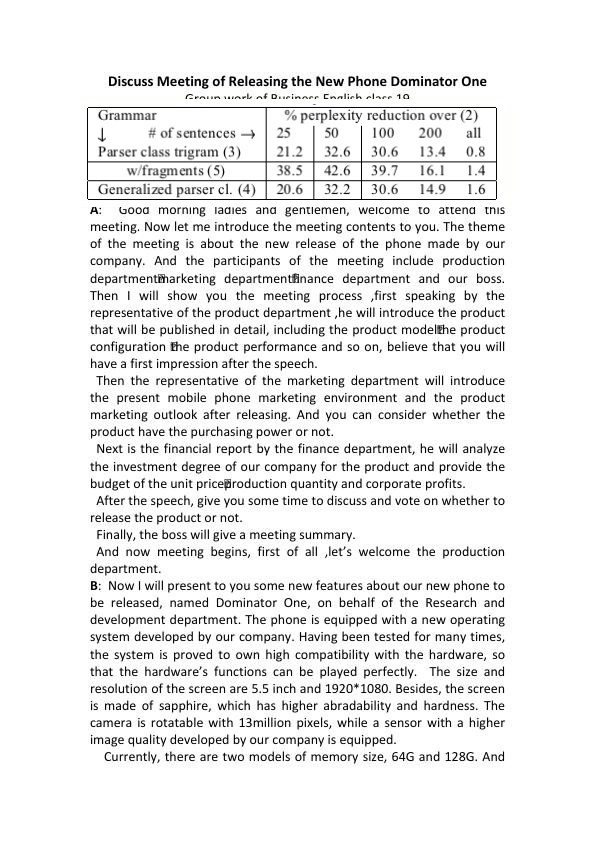 Discuss Meeting of Releasing the New Phone Dominator One
Group work of Business English class 19
Grammar % perplexity reduction over (2)
↓ # of sentences → 25 50 100 200 all
Parser class trigram (3) 21.2 32.6 30.6 13.4 0.8
w/fragments (5) 38.5 42.6 39.7 16.1 1.4
Generalized parser cl. (4) 20.6 32.2 30.6 14.9 1.6
A: Good morning ladies and gentlemen, welcome to attend this
meeting. Now let me introduce the meeting contents to you. The theme
of the meeting is about the new release of the phone made by our
company. And the participants of the meeting include production
department marketing department finance department and our boss.
Then I will show you the meeting process ,first speaking by the
representative of the product department ,he will introduce the product
that will be published in detail, including the product model the product
configuration the product performance and so on, believe that you will
have a first impression after the speech.
Then the representative of the marketing department will introduce
the present mobile phone marketing environment and the product
marketing outlook after releasing. And you can consider whether the
product have the purchasing power or not.
Next is the financial report by the finance department, he will analyze
the investment degree of our company for the product and provide the
budget of the unit price production quantity and corporate profits.
After the speech, give you some time to discuss and vote on whether to
release the product or not.
Finally, the boss will give a meeting summary.
And now meeting begins, first of all ,let’s welcome the production
department.
B: Now I will present to you some new features about our new phone to
be released, named Dominator One, on behalf of the Research and
development department. The phone is equipped with a new operating
system developed by our company. Having been tested for many times,
the system is proved to own high compatibility with the hardware, so
that the hardware’s functions can be played perfectly. The size and
resolution of the screen are 5.5 inch and 1920*1080. Besides, the screen
is made of sapphire, which has higher abradability and hardness. The
camera is rotatable with 13million pixels, while a sensor with a higher
image quality developed by our company is equipped.
Currently, there are two models of memory size, 64G and 128G. And